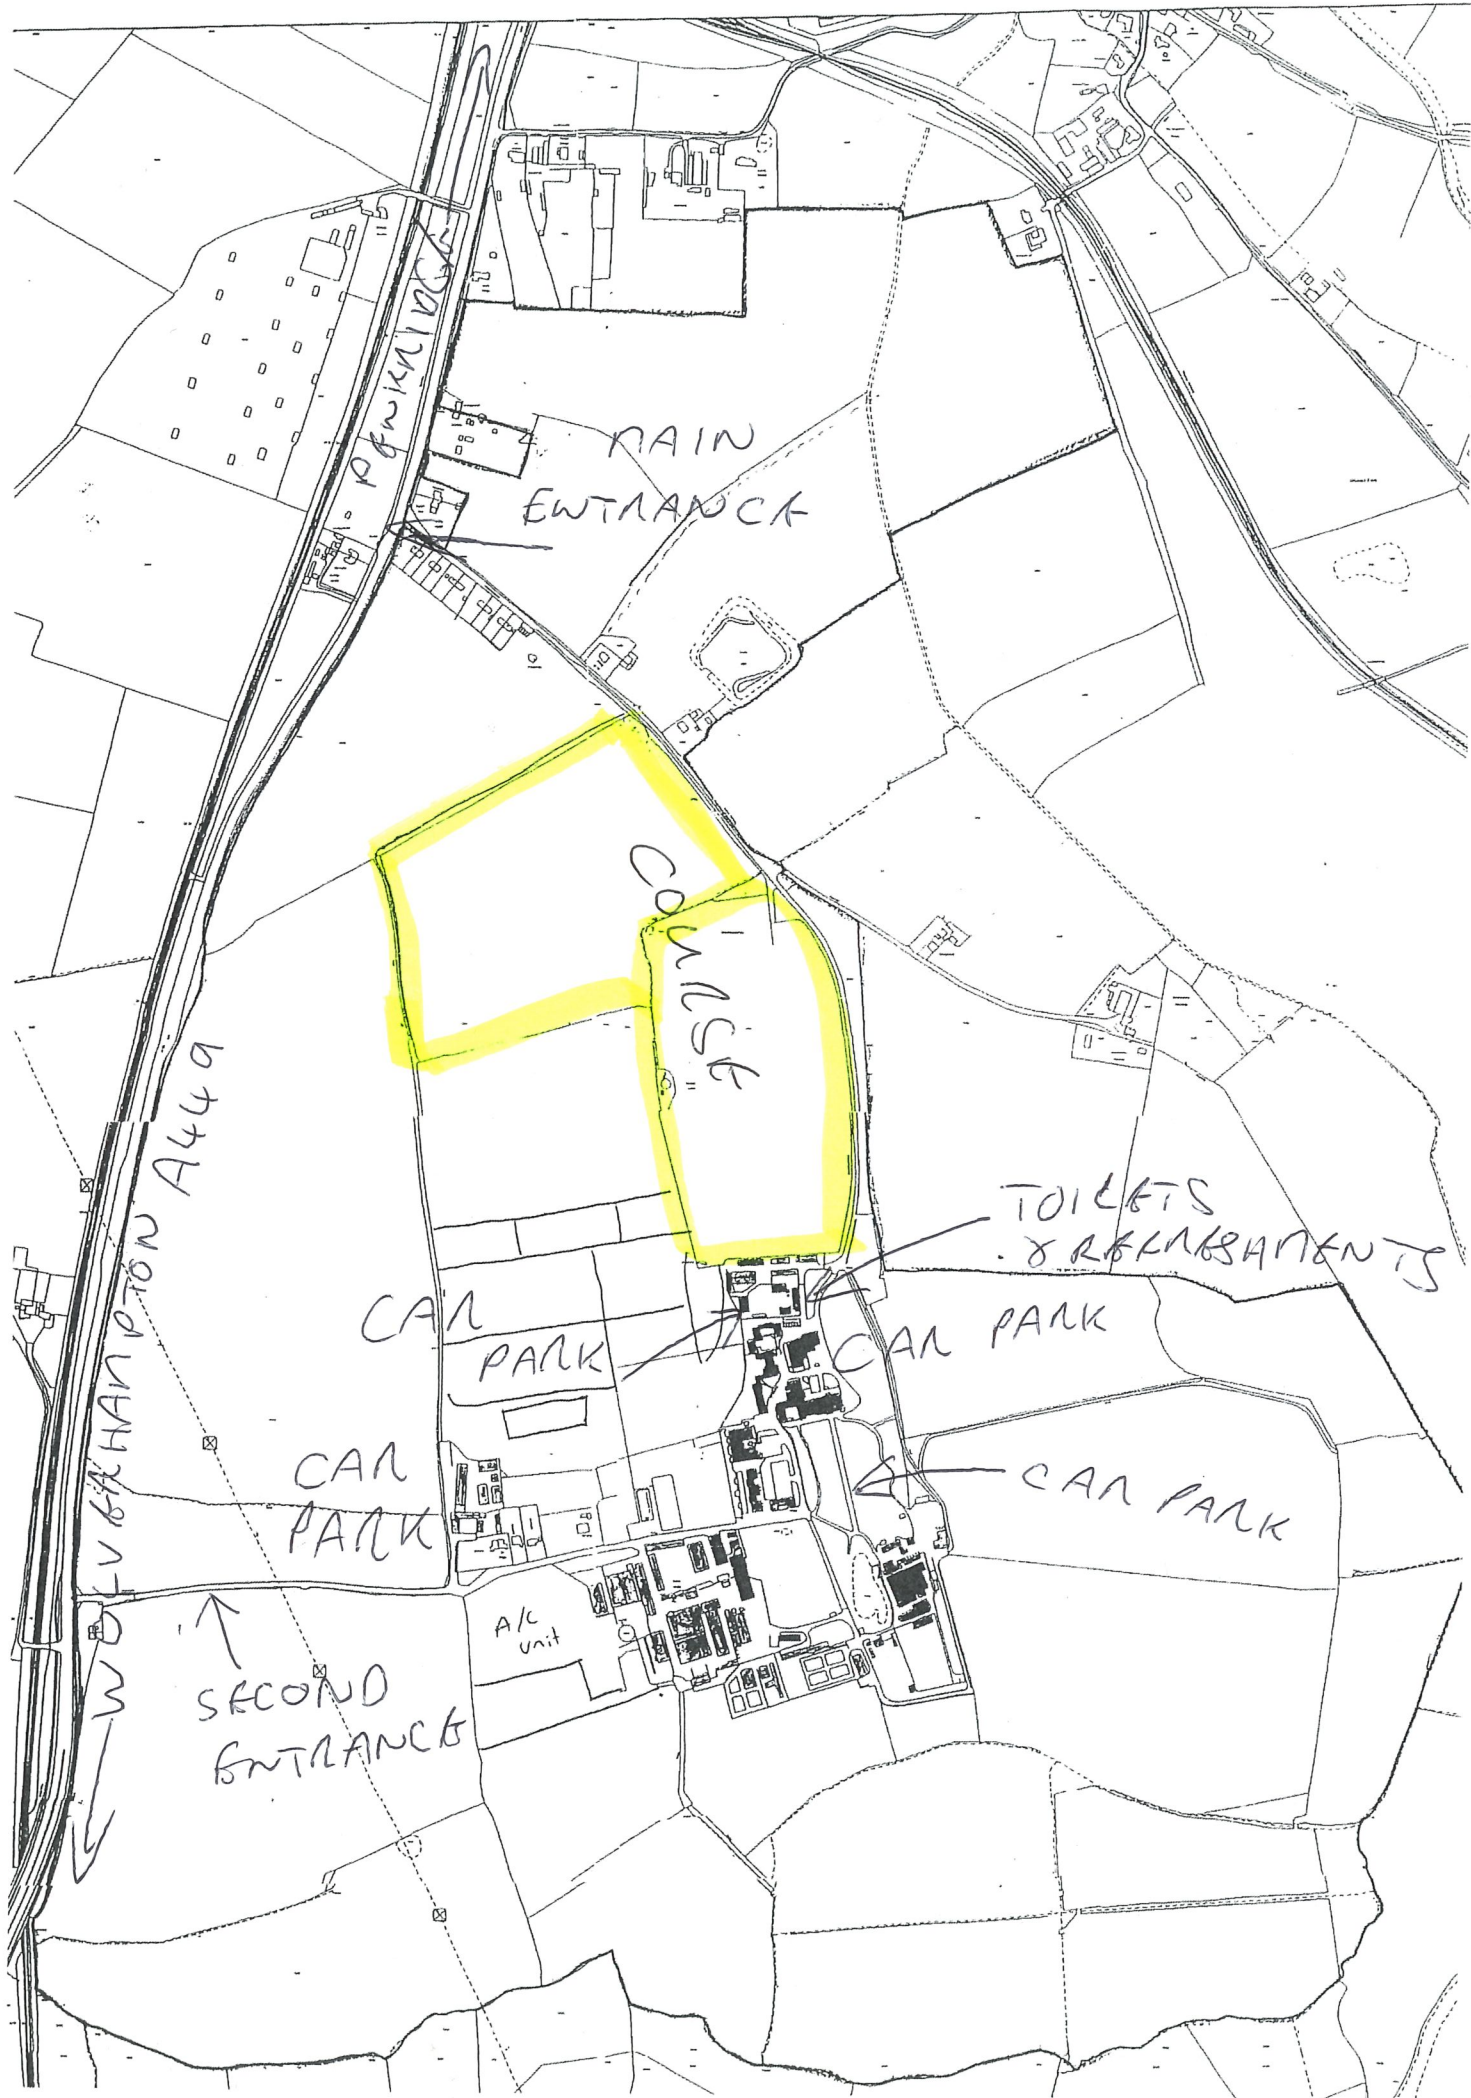 PENKRIDGE
MAIN
ENTRANCE
COURSE
A449
WOLVERHAMPTON
TOILETS
& REFRESHMENTS
CAR
PARK
CAR PARK
CAR
PARK
CAR PARK
A/C
unit
SECOND
ENTRANCE